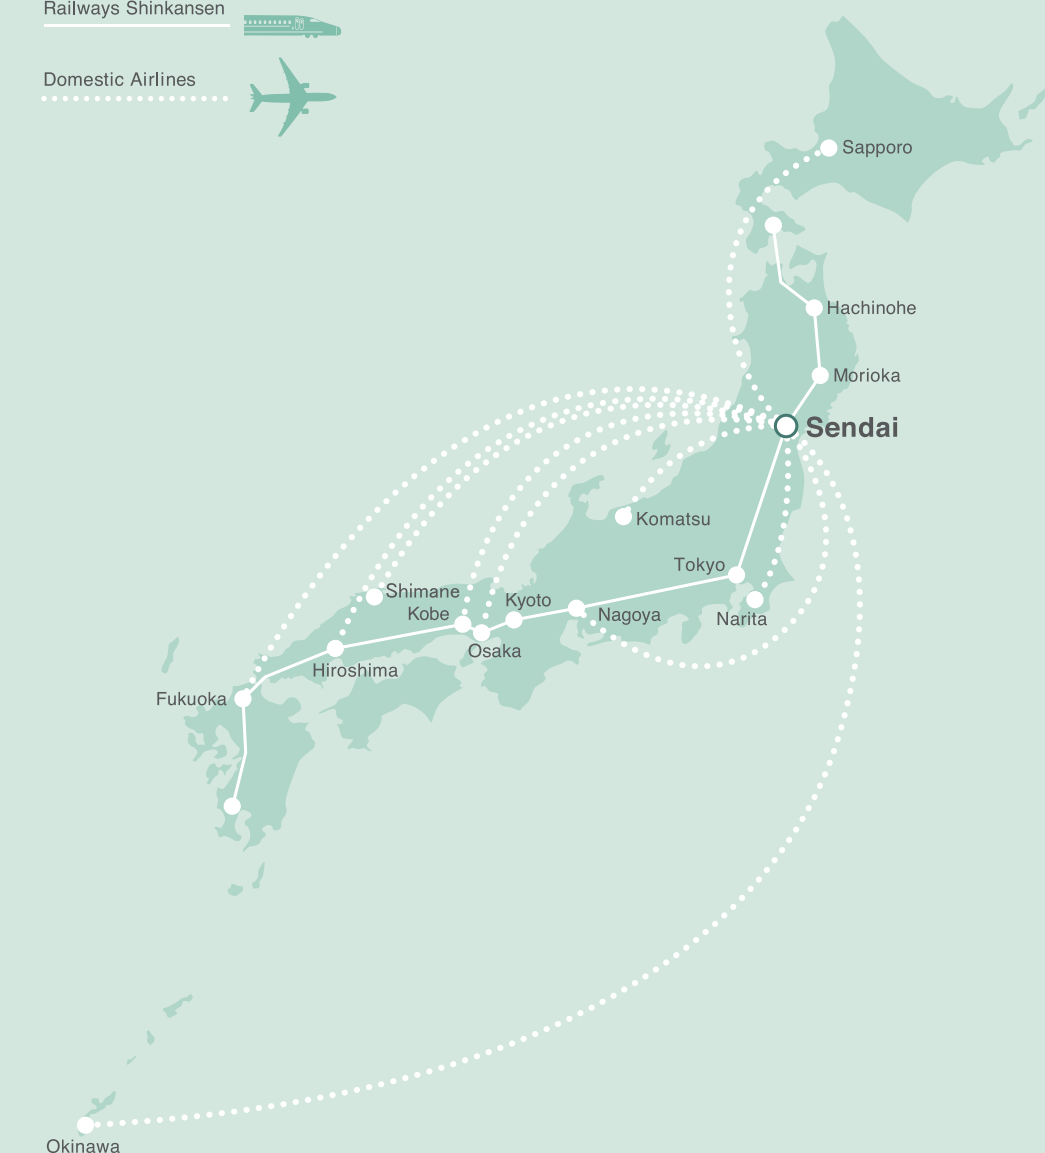 Railways Shinkansen
Domestic Airlines
Sapporo
Hachinohe
Morioka
Sendai
Komatsu
Tokyo
Shimane
Kyoto
Kobe
Nagoya
Narita
Osaka
Hiroshima
Fukuoka
Okinawa